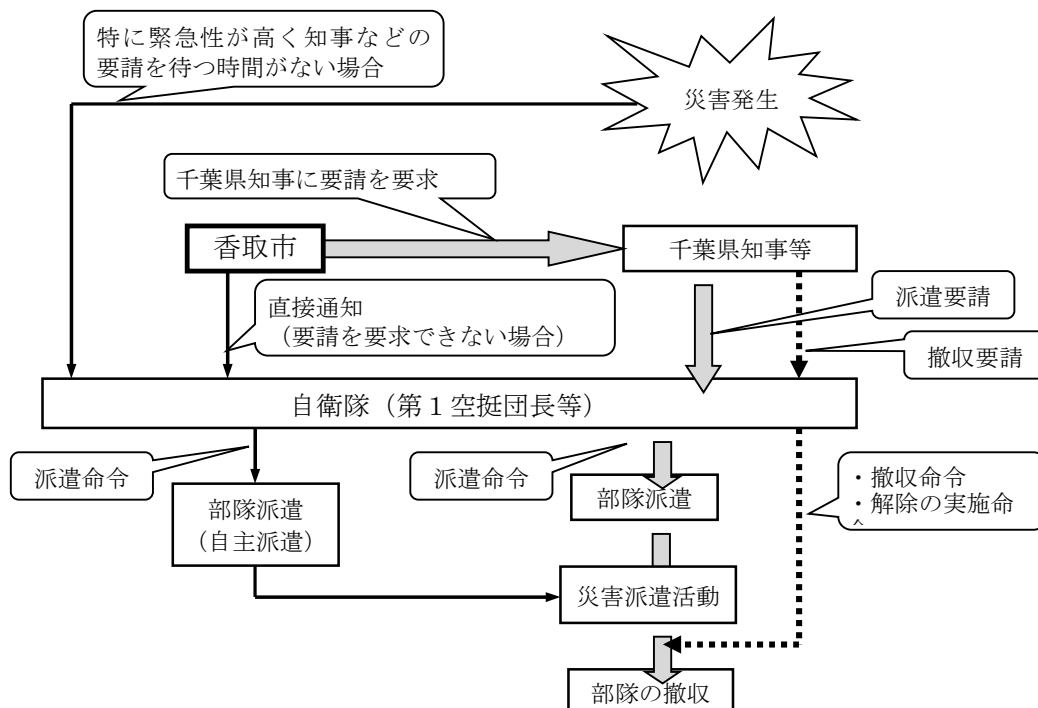 特に緊急性が高く知事などの
要請を待つ時間がない場合
災害発生
千葉県知事に要請を要求
香取市
千葉県知事等
直接通知
（要請を要求できない場合）
派遣要請
撤収要請
自衛隊（第１空挺団長等）
派遣命令
派遣命令
・撤収命令
・解除の実施命
部隊派遣
（自主派遣）
部隊派遣
災害派遣活動
部隊の撤収